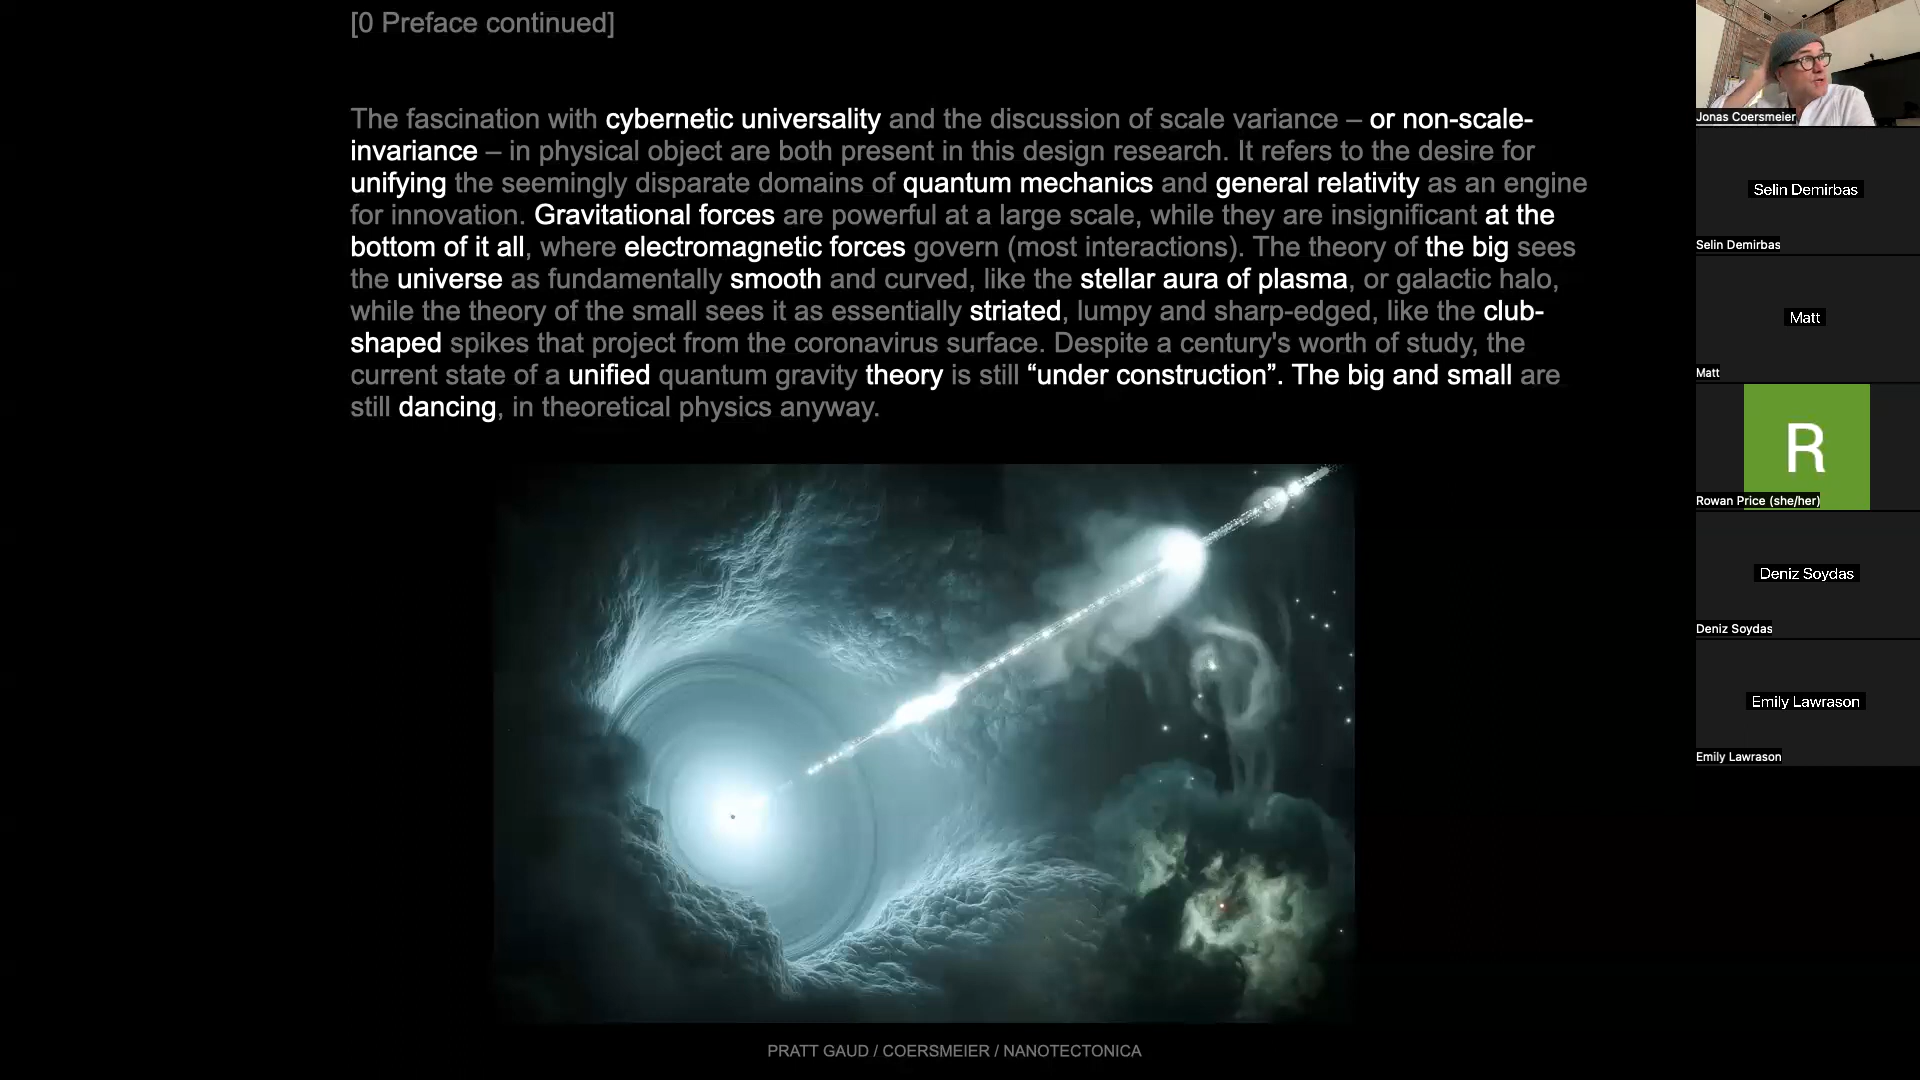 [0 Preface continued]
The fascination with cybernetic universality and the discussion of scale variance – or non-scale-
invariance – in physical object are both present in this design research. It refers to the desire for
unifying the seemingly disparate domains of quantum mechanics and general relativity as an engine
for innovation. Gravitational forces are powerful at a large scale, while they are insignificant at the
bottom of it all, where electromagnetic forces govern (most interactions). The theory of the big sees
the universe as fundamentally smooth and curved, like the stellar aura of plasma, or galactic halo,
while the theory of the small sees it as essentially striated, lumpy and sharp-edged, like the club-
shaped spikes that project from the coronavirus surface. Despite a century's worth of study, the
current state of a unified quantum gravity theory is still “under construction”. The big and small are
still dancing, in theoretical physics anyway.
PRATT GAUD / COERSMEIER / NANOTECTONICA
Jonas Coersmeier
Selin Demirbas
Selin Demirbas
Matt
Matt
R
Rowan Price (she/her)
Deniz Soydas
Deniz Soydas
Emily Lawrason
Emily Lawrason